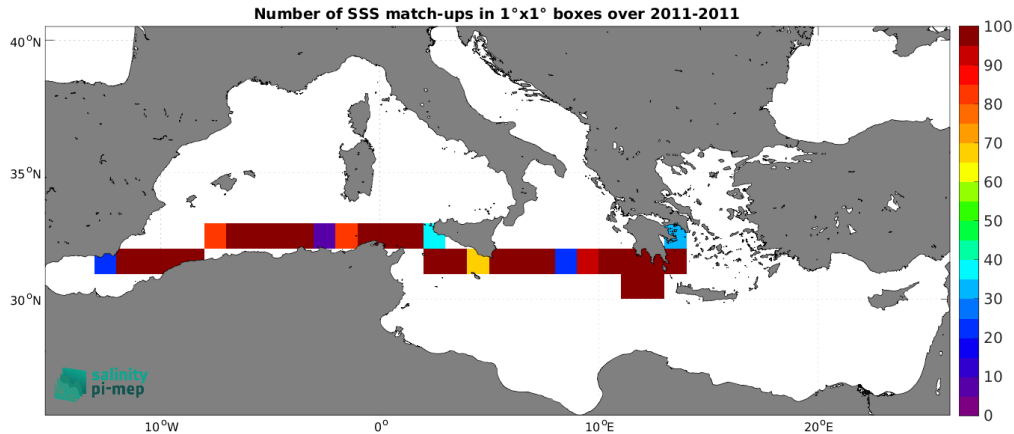 Number of SSS match-ups in 1°x1° boxes over 2011-2011
40°N
35°N
30°N
10°W
0°
10°E
20°E
100
90
80
70
60
50
40
30
20
10
0
salinity
pi-mep